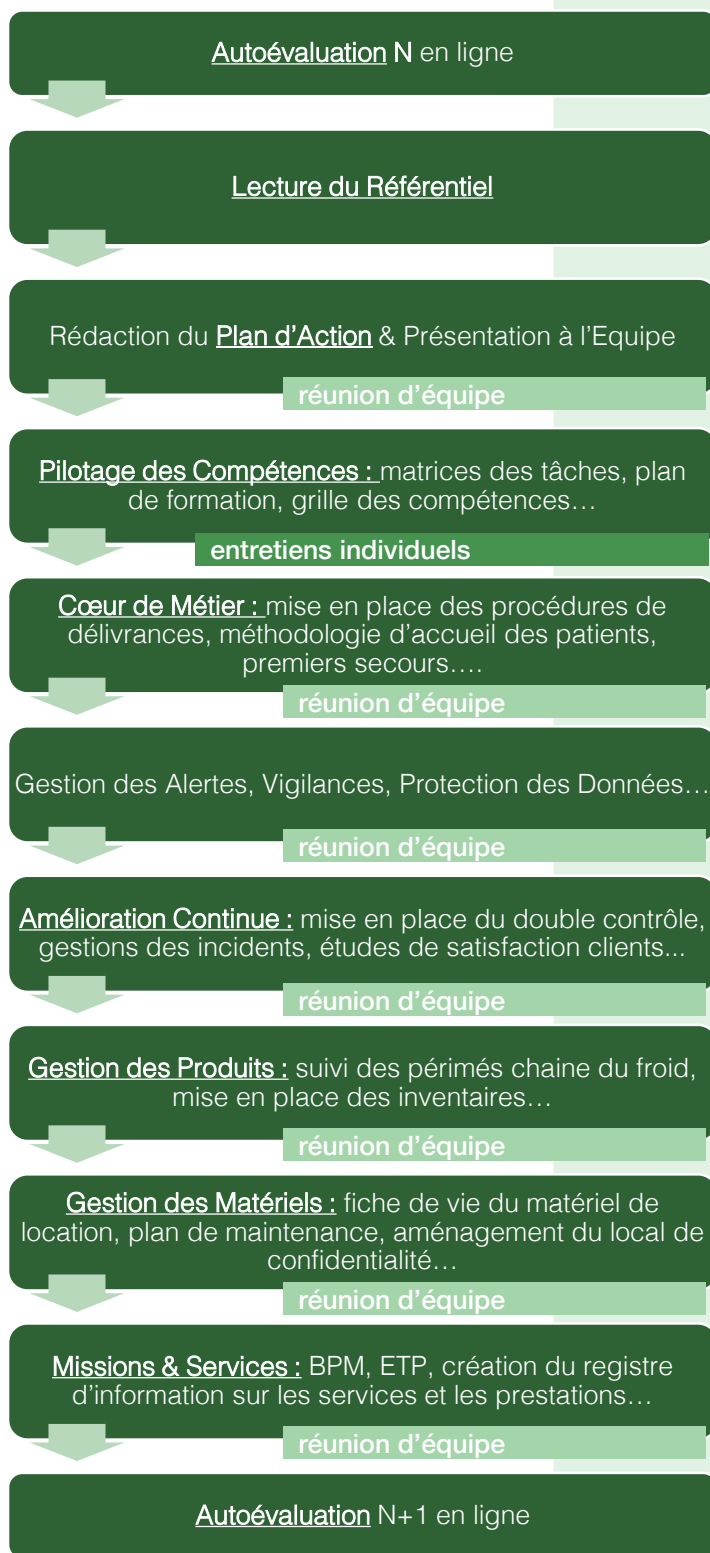 Autoévaluation N en ligne
Lecture du Référentiel
Rédaction du Plan d’Action & Présentation à l’Equipe
réunion d’équipe
Pilotage des Compétences : matrices des tâches, plan
de formation, grille des compétences…
entretiens individuels
Cœur de Métier : mise en place des procédures de
délivrances, méthodologie d’accueil des patients,
premiers secours….
réunion d’équipe
Gestion des Alertes, Vigilances, Protection des Données…
réunion d’équipe
Amélioration Continue : mise en place du double contrôle,
gestions des incidents, études de satisfaction clients...
réunion d’équipe
Gestion des Produits : suivi des périmés chaine du froid,
mise en place des inventaires…
réunion d’équipe
Gestion des Matériels : fiche de vie du matériel de
location, plan de maintenance, aménagement du local de
confidentialité…
réunion d’équipe
Missions & Services : BPM, ETP, création du registre
d’information sur les services et les prestations…
réunion d’équipe
Autoévaluation N+1 en ligne